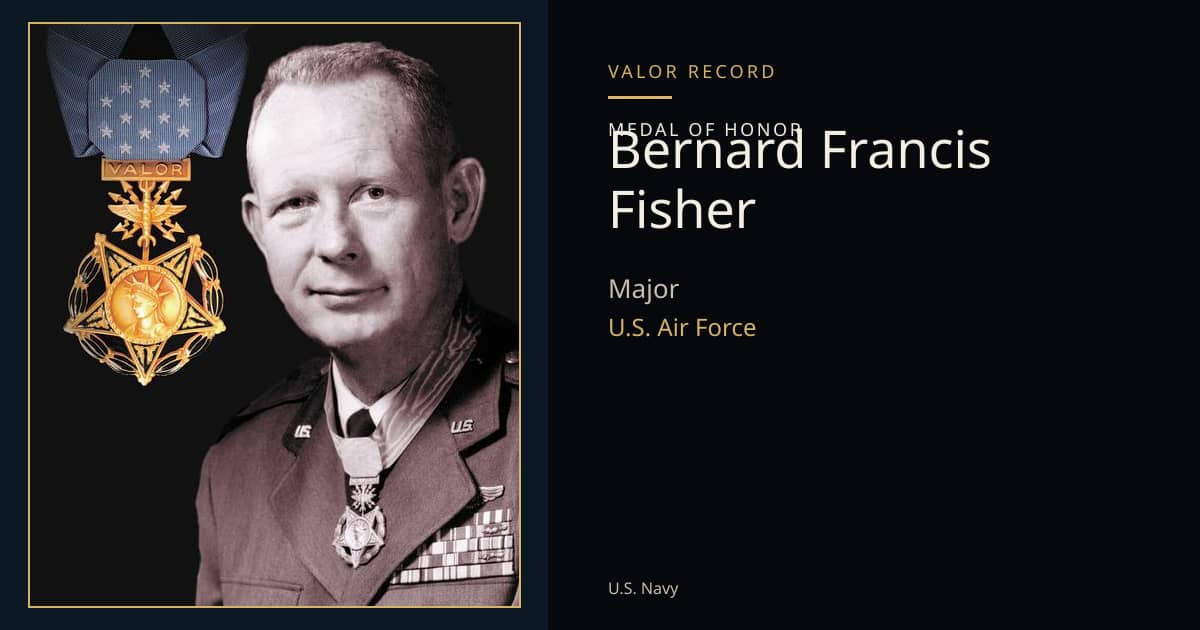 VALOR
U.S.
U.S.
VALOR RECORD
MEDAL OF HONOR
Bernard Francis
Fisher
Major
U.S. Air Force
U.S. Navy